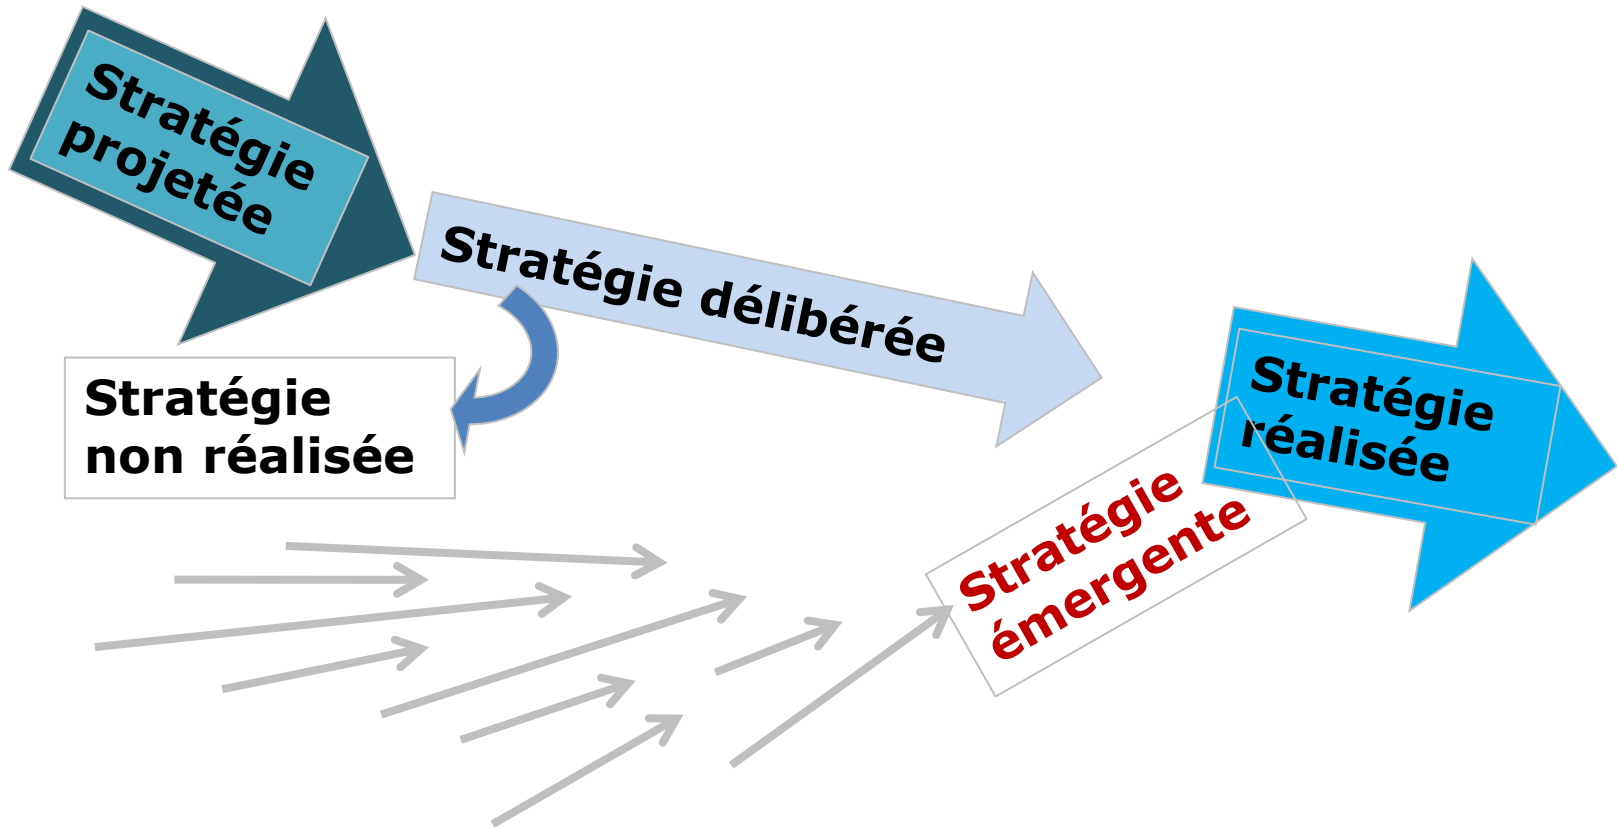 Stratégie
projetée
Stratégie délibérée
Stratégie
non réalisée
Stratégie
réalisée
Stratégie
émergente